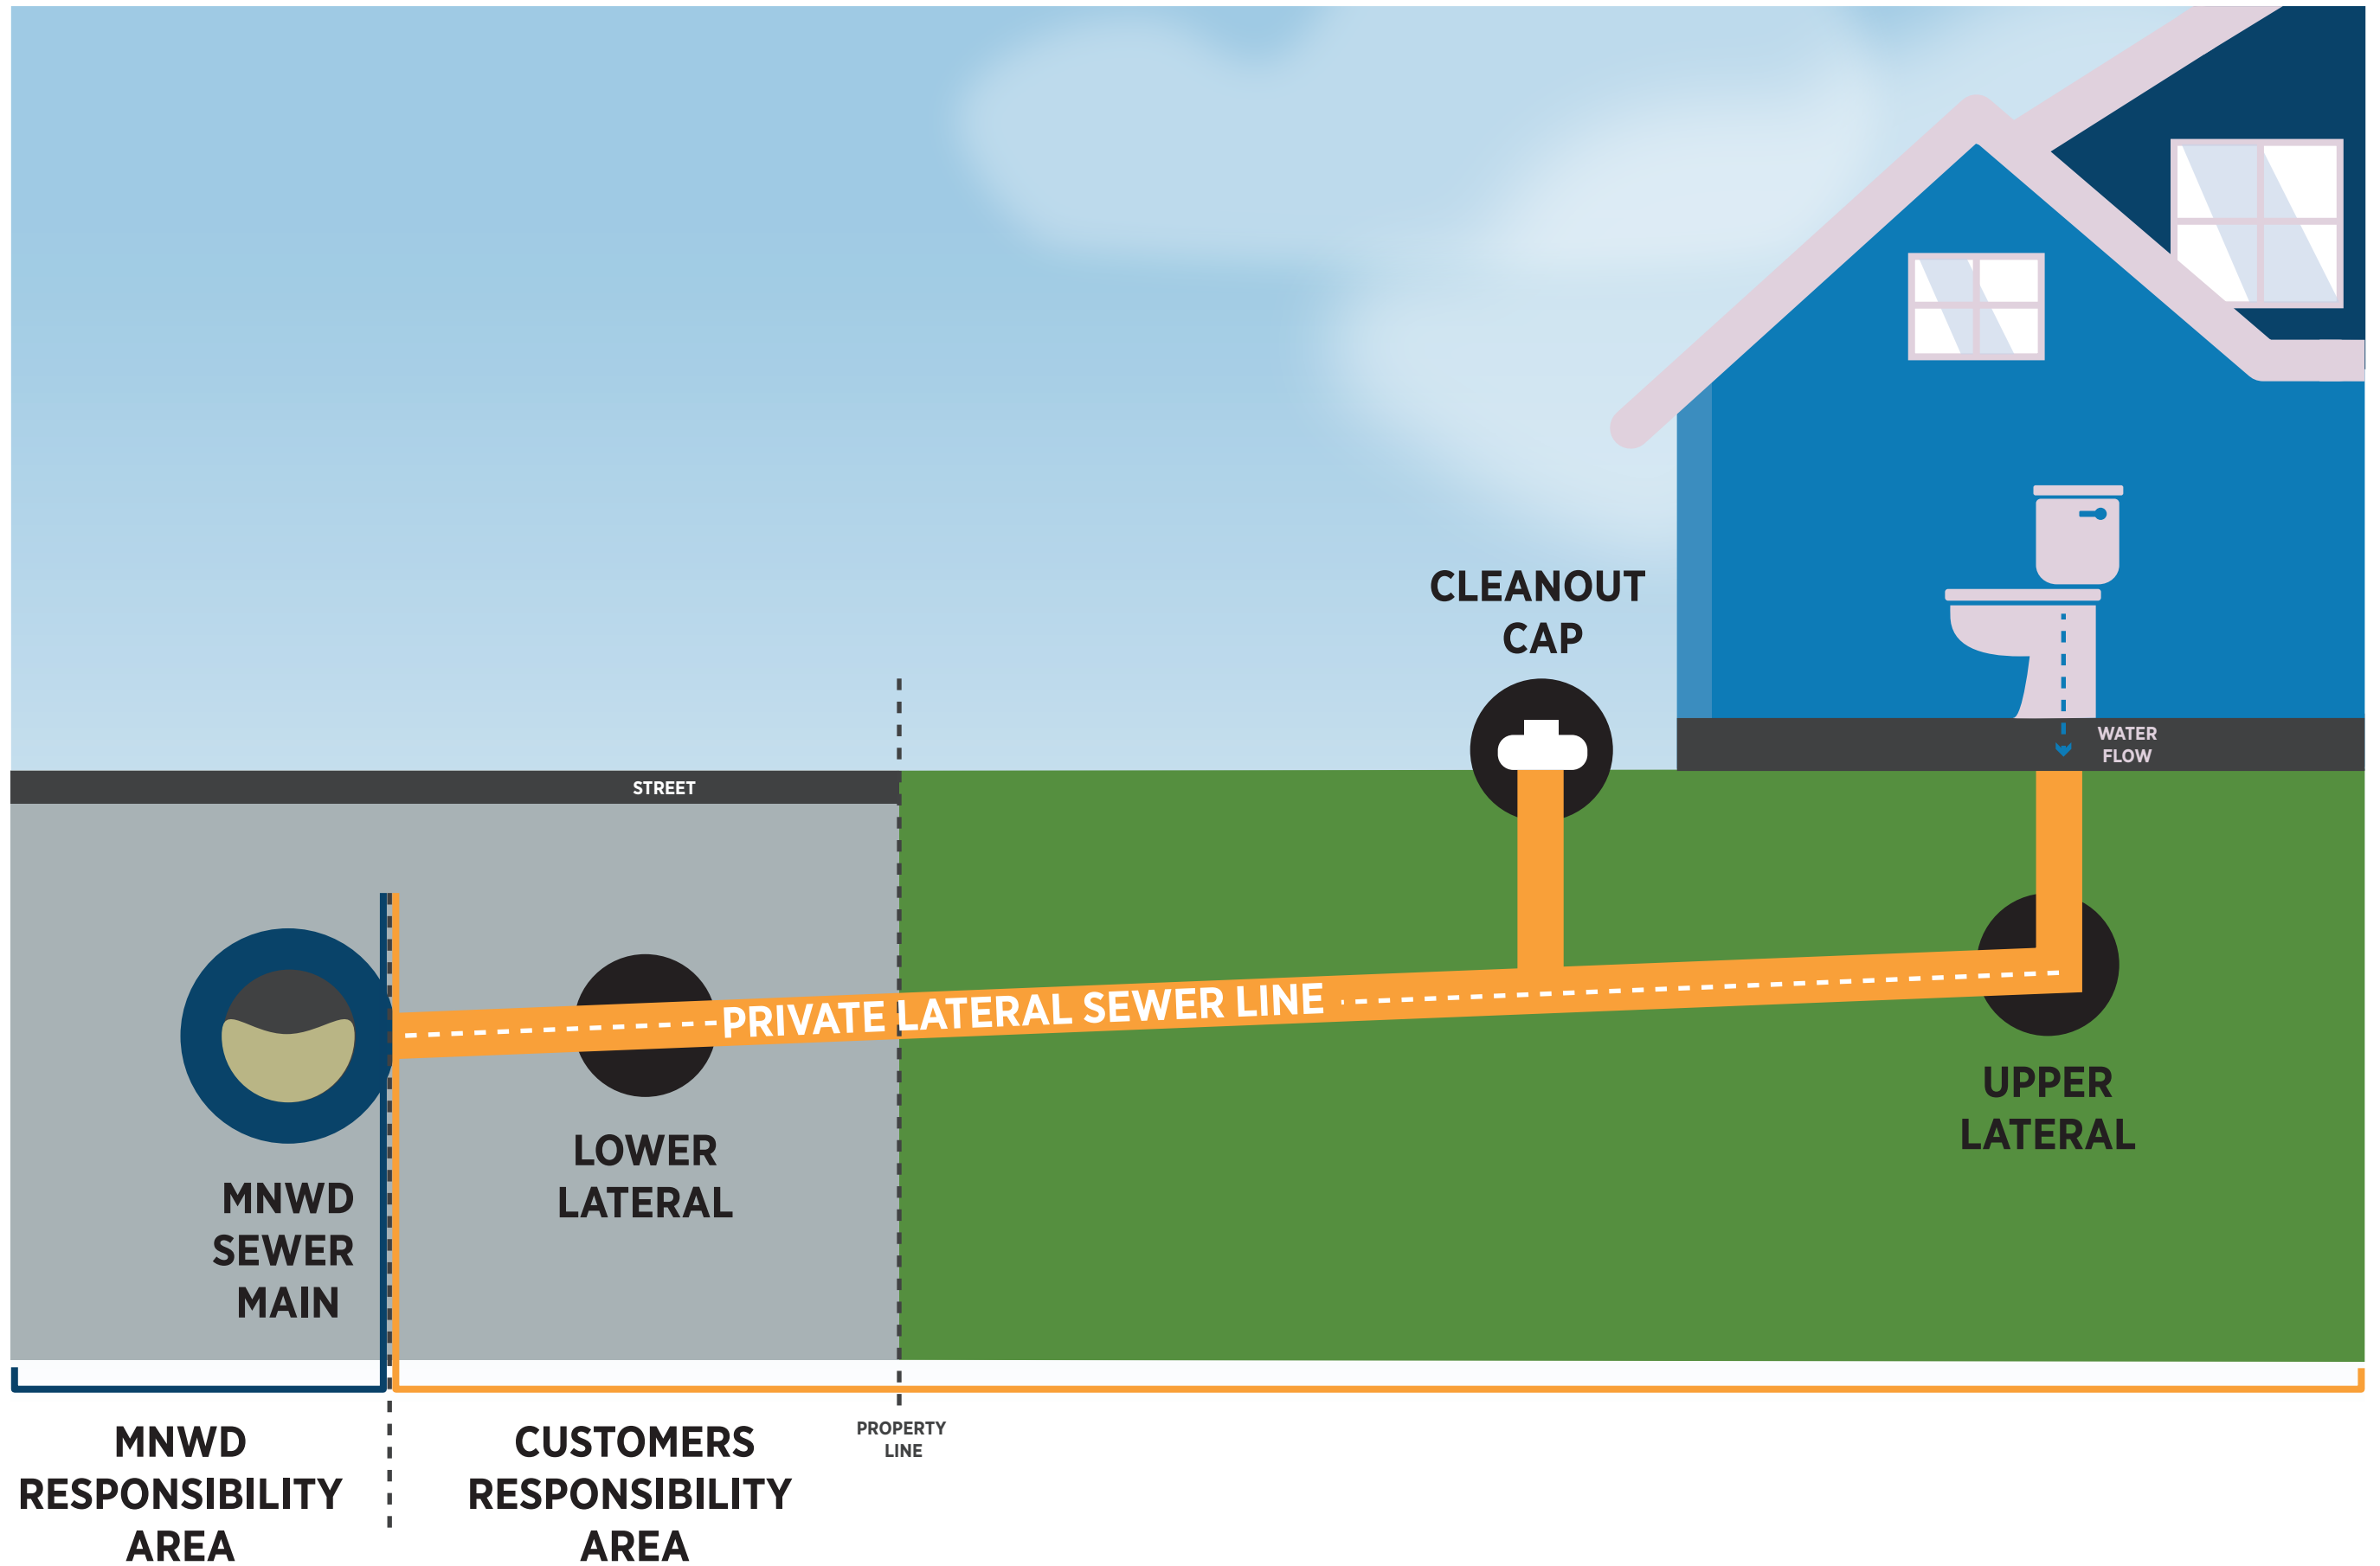 CLEANOUT
CAP
WATER
FLOW
STREET
PRIVATE LATERAL SEWER LINE
UPPER
LATERAL
LOWER
LATERAL
MNWD
SEWER
MAIN
MNWD
RESPONSIBILITY
AREA
CUSTOMERS
RESPONSIBILITY
AREA
PROPERTY
LINE